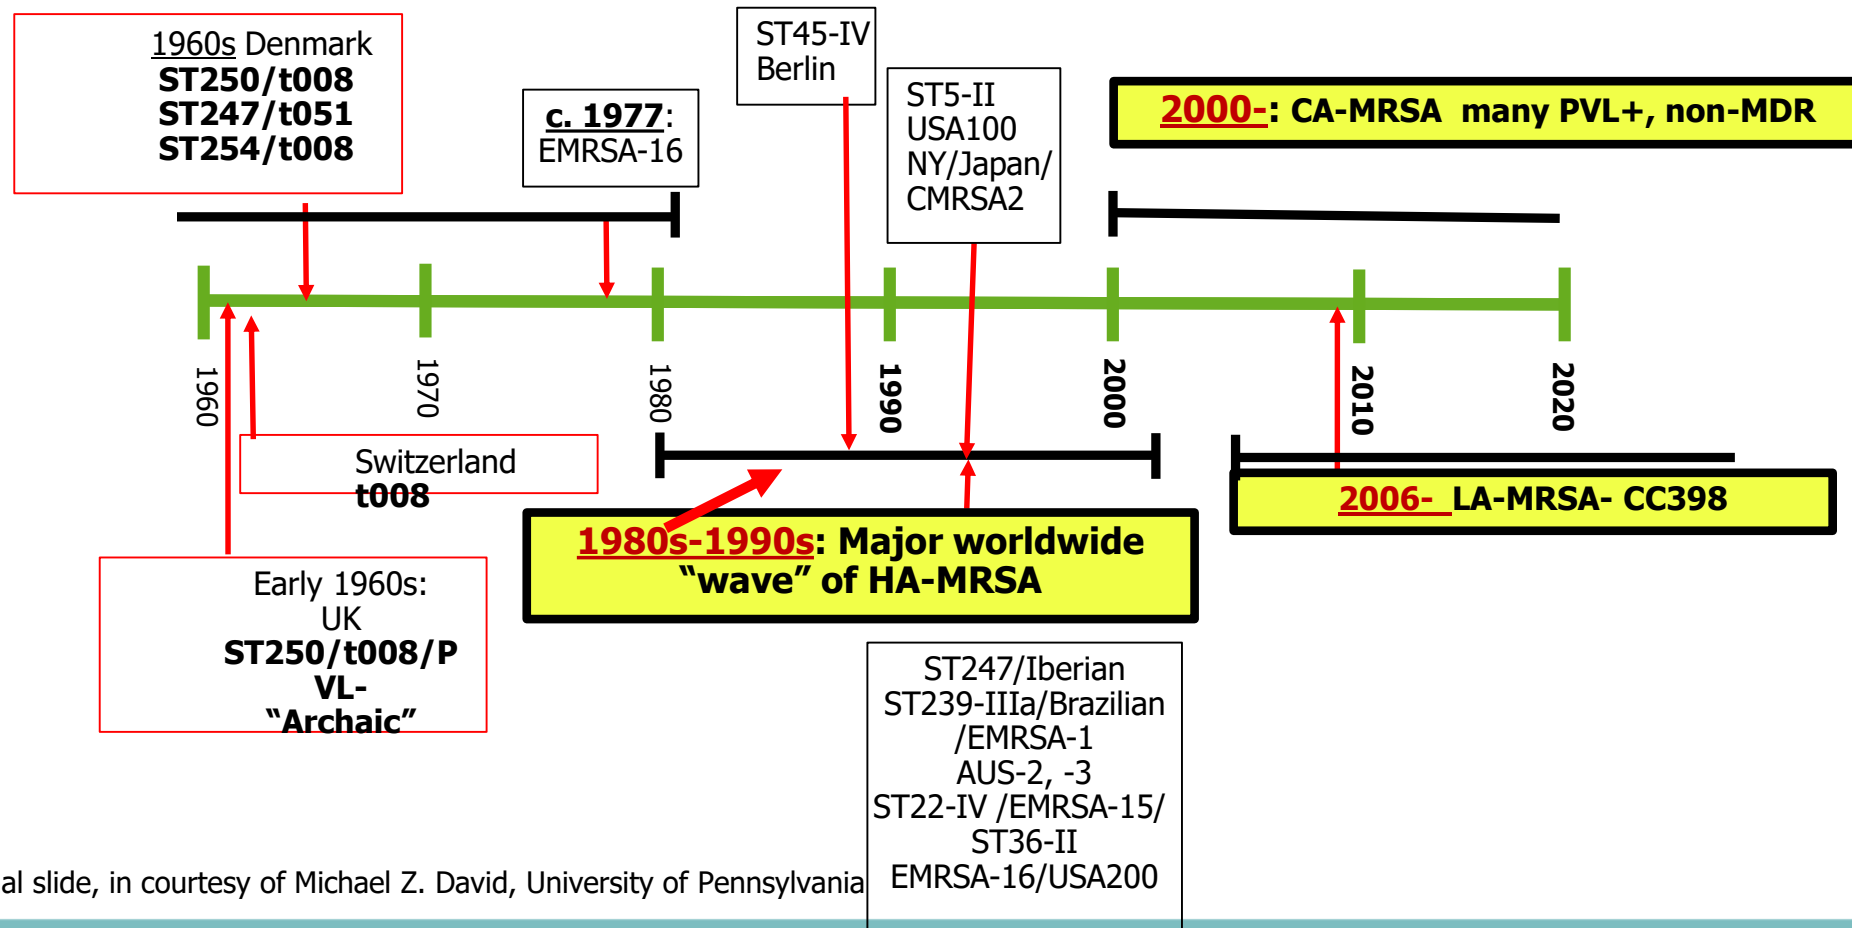 1960s Denmark
ST250/t008
ST247/t051
ST254/t008
c. 1977:
EMRSA-16
ST45-IV
Berlin
ST5-II
USA100
NY/Japan/
CMRSA2
2000-: CA-MRSA many PVL+, non-MDR
1960
1970
1980
1990
2000
2010
2020
Switzerland
t008
Early 1960s:
UK
ST250/t008/P
VL-
“Archaic”
1980s-1990s: Major worldwide
“wave” of HA-MRSA
2006- LA-MRSA- CC398
ST247/Iberian
ST239-IIIa/Brazilian
/EMRSA-1
AUS-2, -3
ST22-IV /EMRSA-15/
ST36-II
EMRSA-16/USA200
al slide, in courtesy of Michael Z. David, University of Pennsylvania